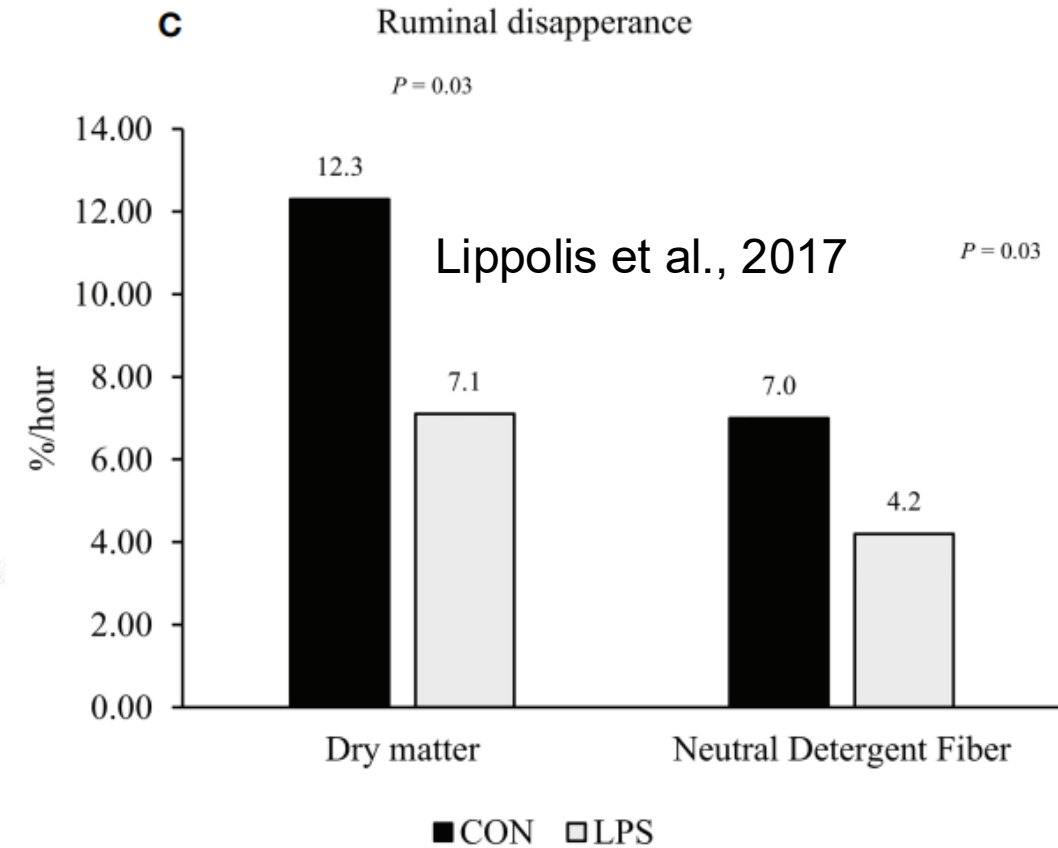 C
Ruminal disapperance
P = 0.03
14.00
12.3
12.00
Lippolis et al., 2017
P = 0.03
10.00
8.00
7.1
7.0
%/hour
6.00
4.2
4.00
2.00
0.00
Dry matter
Neutral Detergent Fiber
CON
LPS